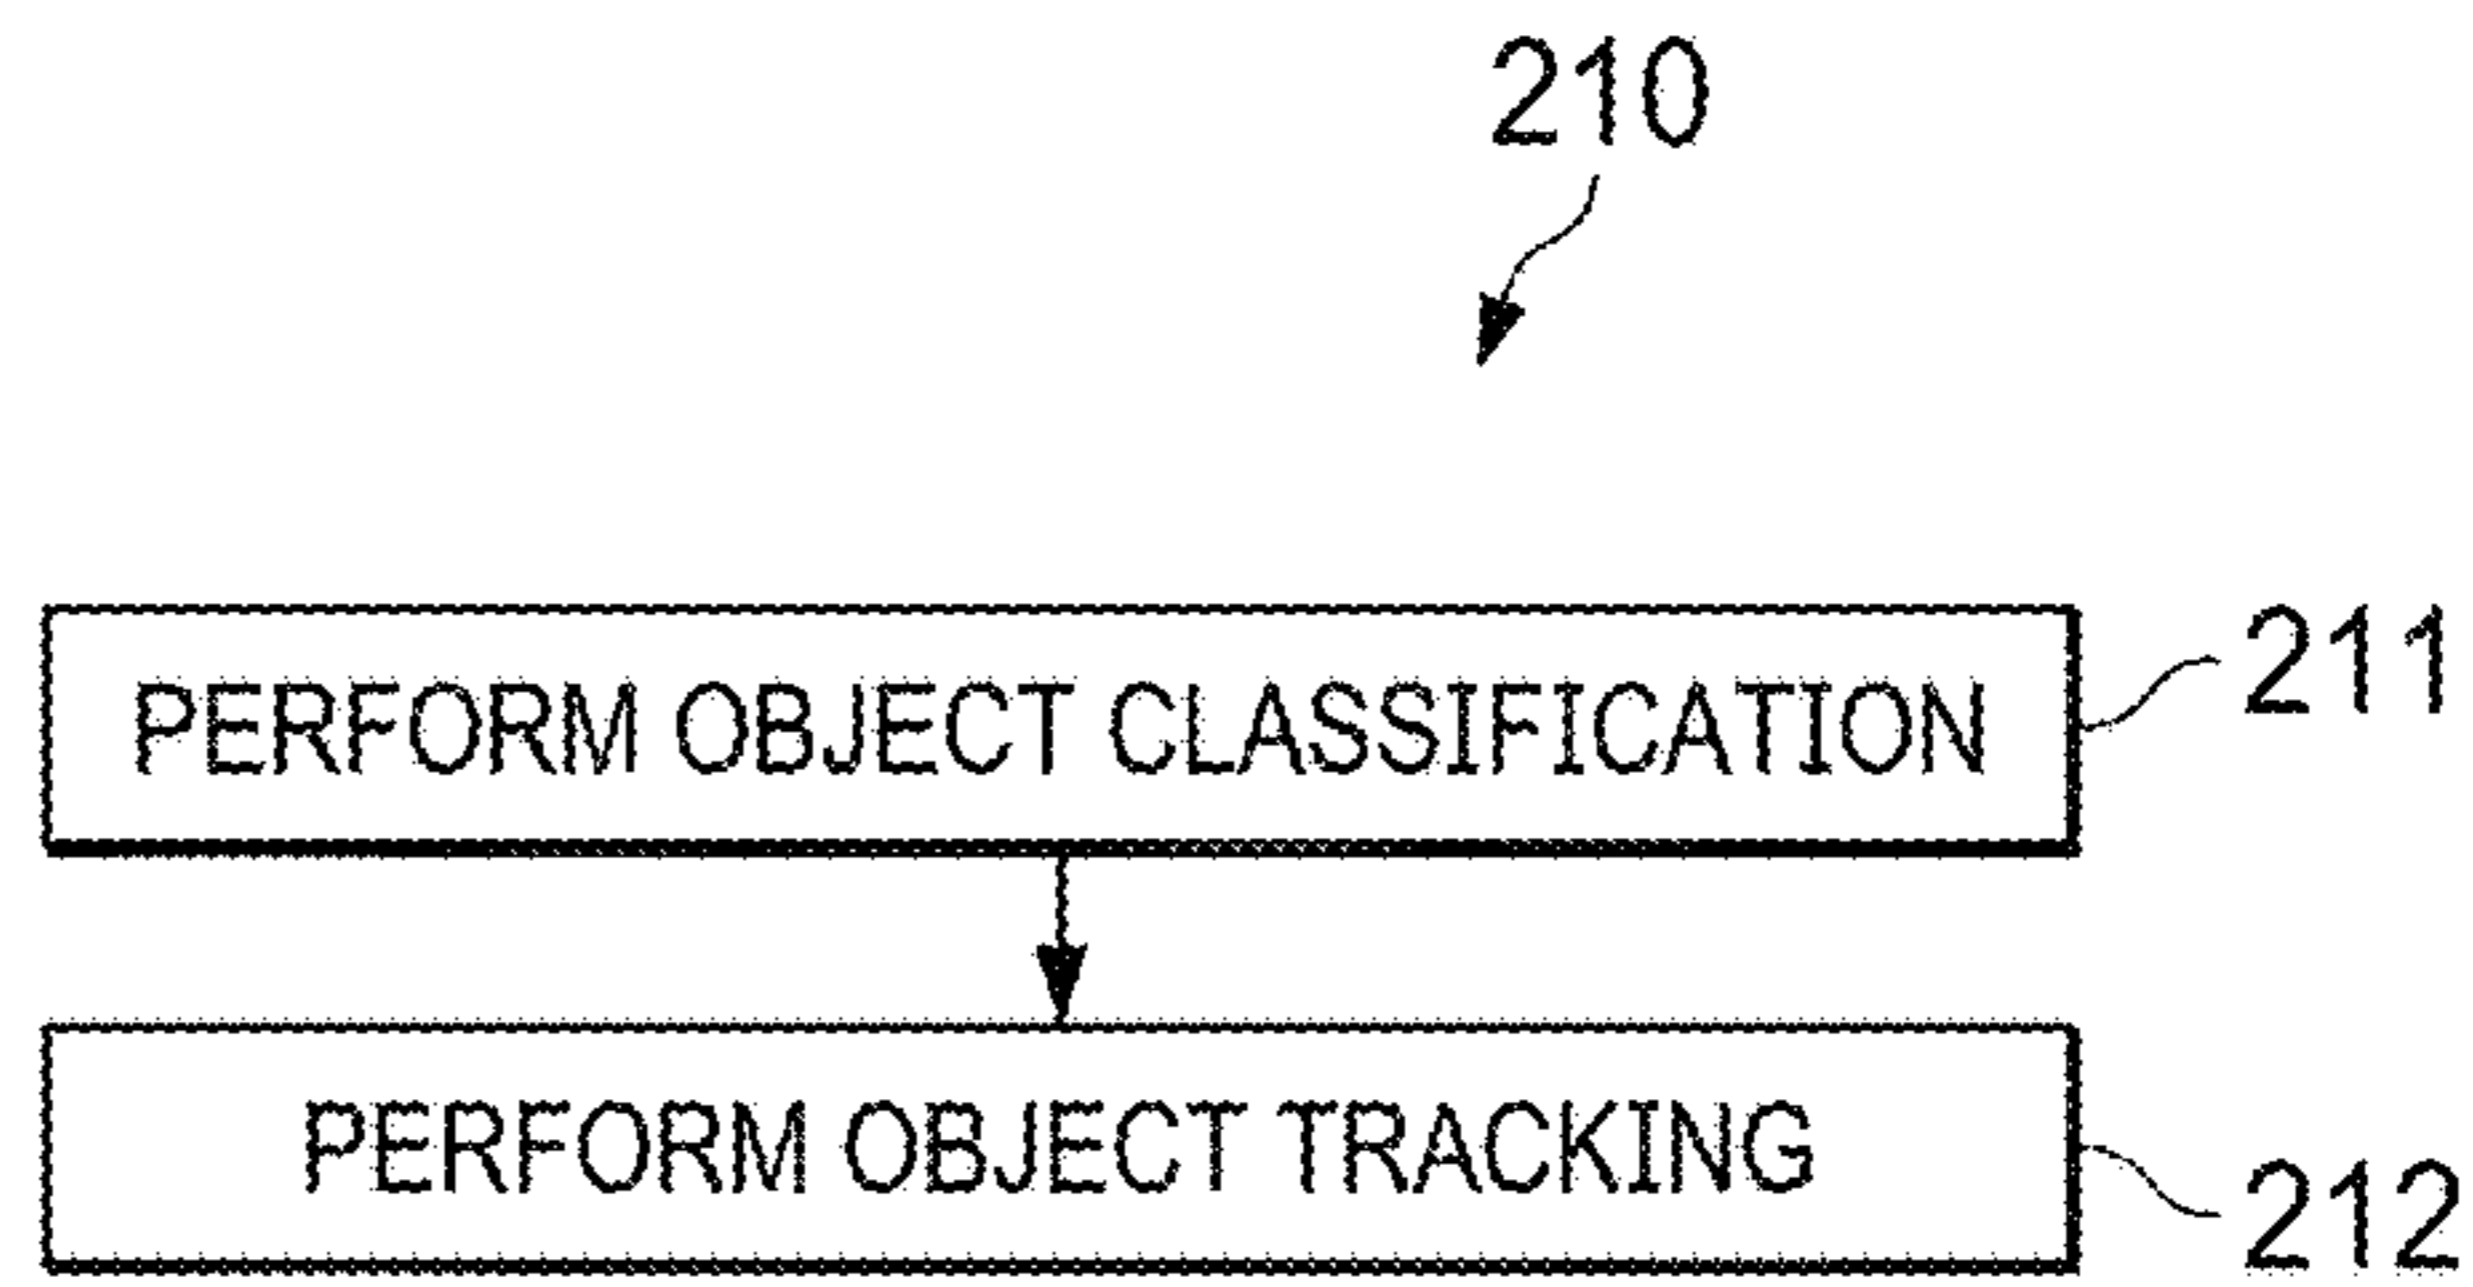 210
PERFORM OBJECT CLASSIFICATION
211
PERFORM OBJECT TRACKING
212